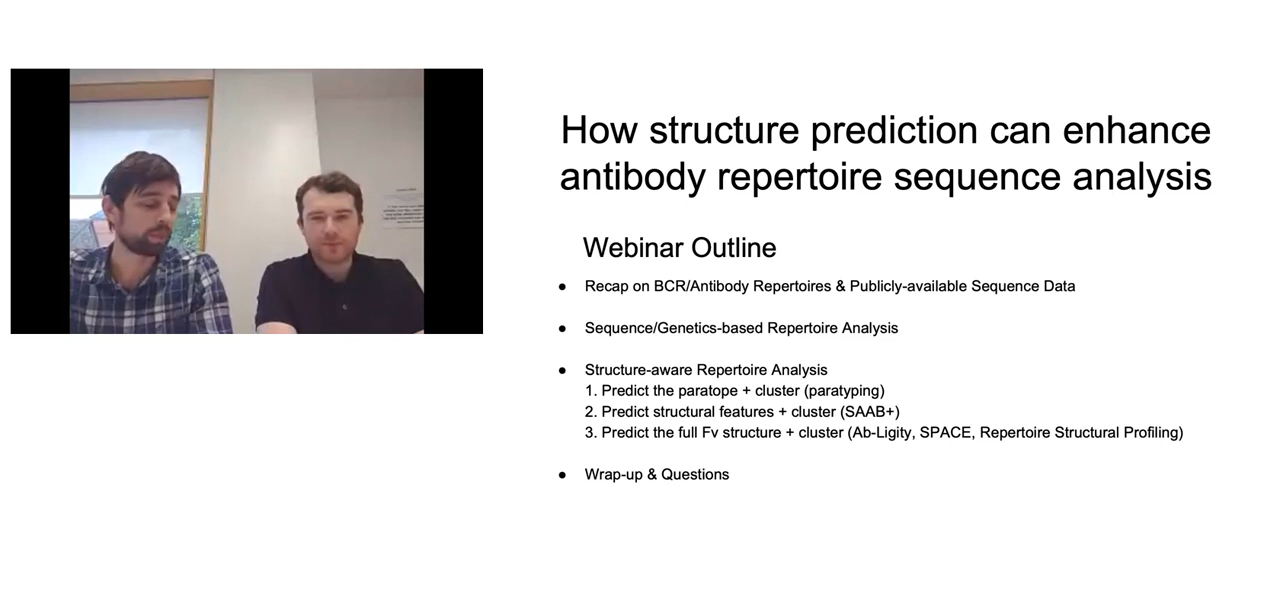 How structure prediction can enhance
antibody repertoire sequence analysis
Webinar Outline
● Recap on BCR/Antibody Repertoires & Publicly-available Sequence Data
● Sequence/Genetics-based Repertoire Analysis
● Structure-aware Repertoire Analysis
1. Predict the paratope + cluster (paratyping)
2. Predict structural features + cluster (SAAB+)
3. Predict the full Fv structure + cluster (Ab-Ligity, SPACE, Repertoire Structural Profiling)
● Wrap-up & Questions